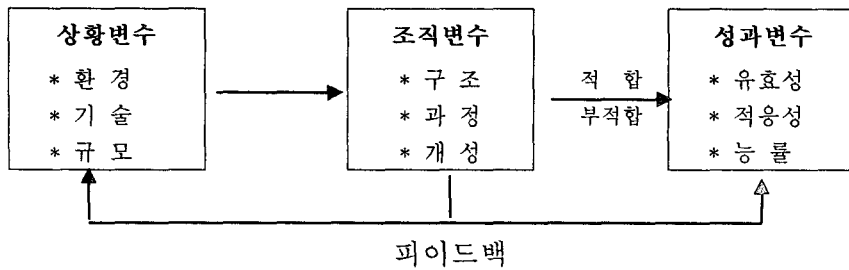 상황변수
* 환 경
* 기 술
* 규 모
조직변수
* 구 조
* 과 정
* 개 성
적 합
부적합
성과변수
* 유효성
* 적응성
* 능 률
피이드백